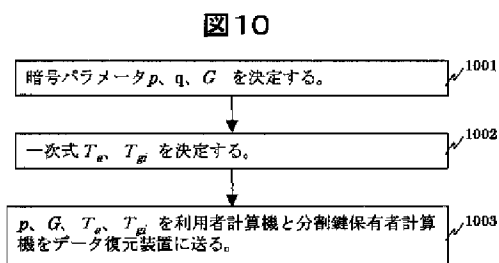 図10
暗号パラメータp、q、G を決定する。
1001
一次式 Te、Tgi を決定する。
1002
p、G、Te、Tgi を利用者計算機と分割鍵保有者計算
機をデータ復元装置に送る。
1003